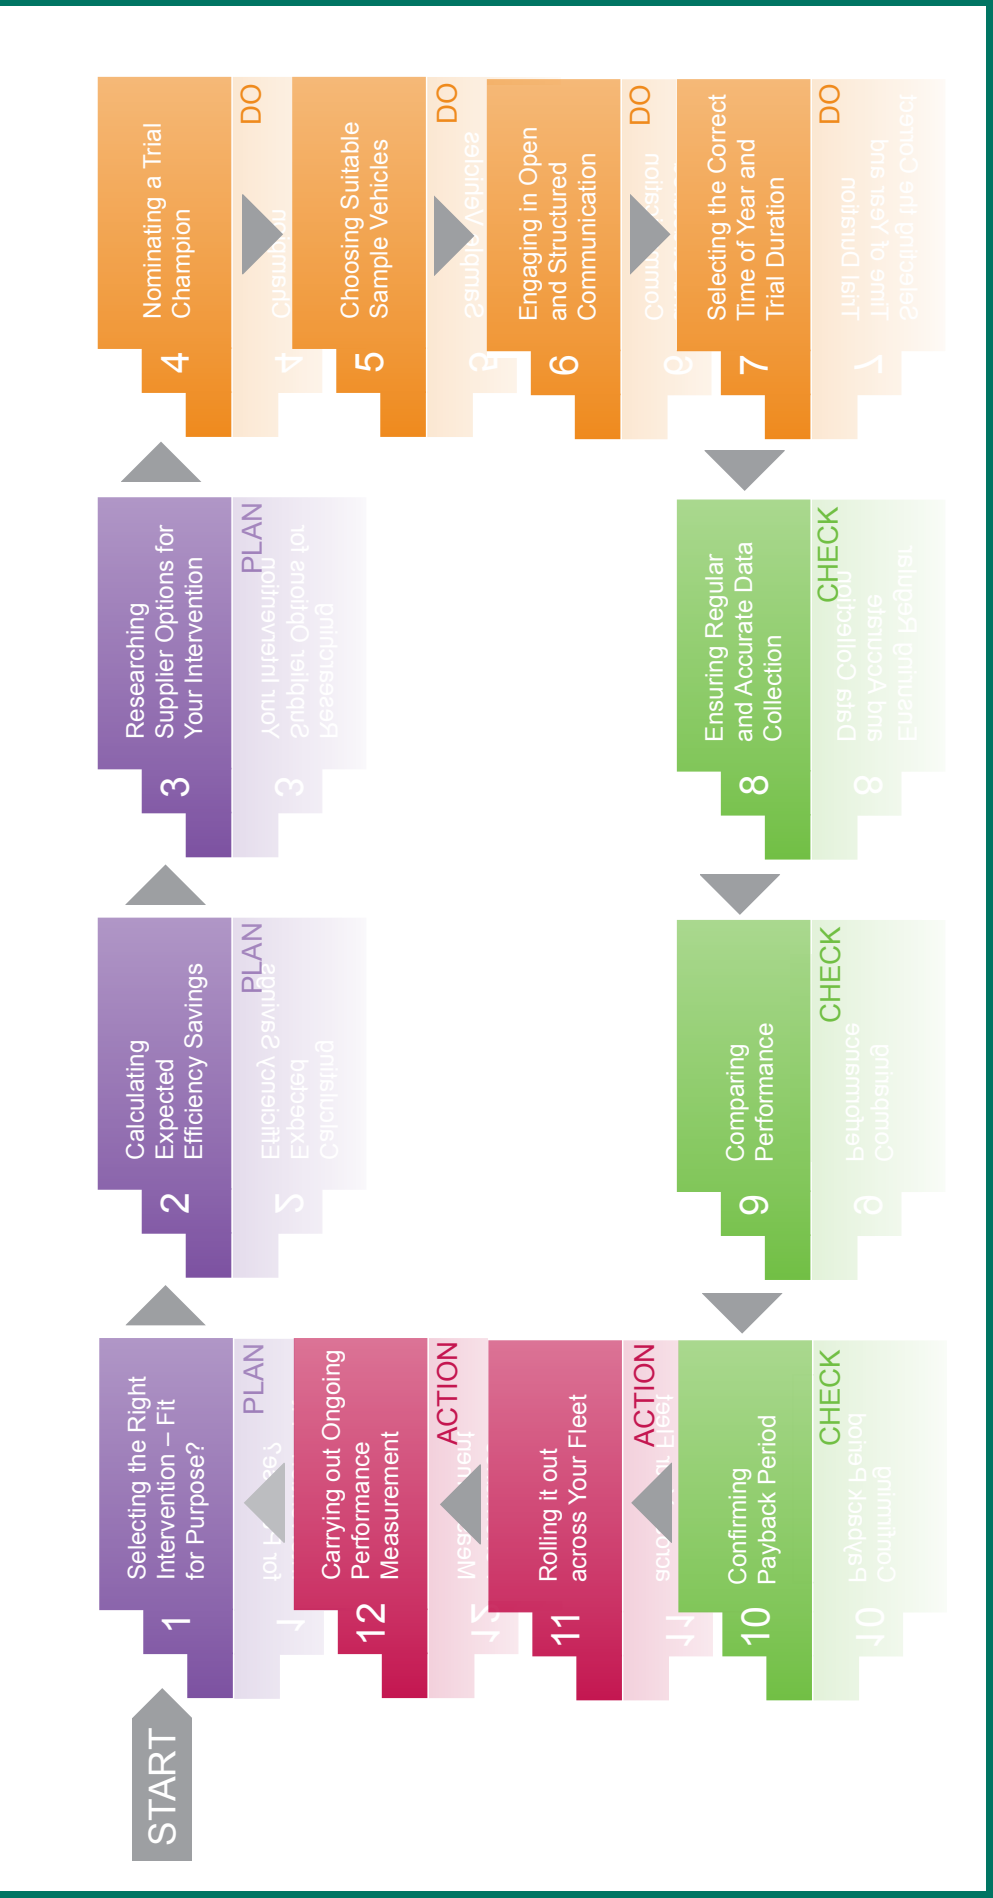 START
1
Selecting the Right
Intervention – Fit
for Purpose?
PLAN
2
Calculating
Expected
Efficiency Savings
PLAN
3
Researching
Supplier Options for
Your Intervention
PLAN
4
Nominating a Trial
Champion
DO
5
Choosing Suitable
Sample Vehicles
DO
6
Engaging in Open
and Structured
Communication
DO
7
Selecting the Correct
Time of Year and
Trial Duration
DO
8
Ensuring Regular
and Accurate Data
Collection
CHECK
9
Comparing
Performance
CHECK
10
Confirming
Payback Period
CHECK
11
Rolling it out
across Your Fleet
ACTION
12
Carrying out Ongoing
Performance
Measurement
ACTION